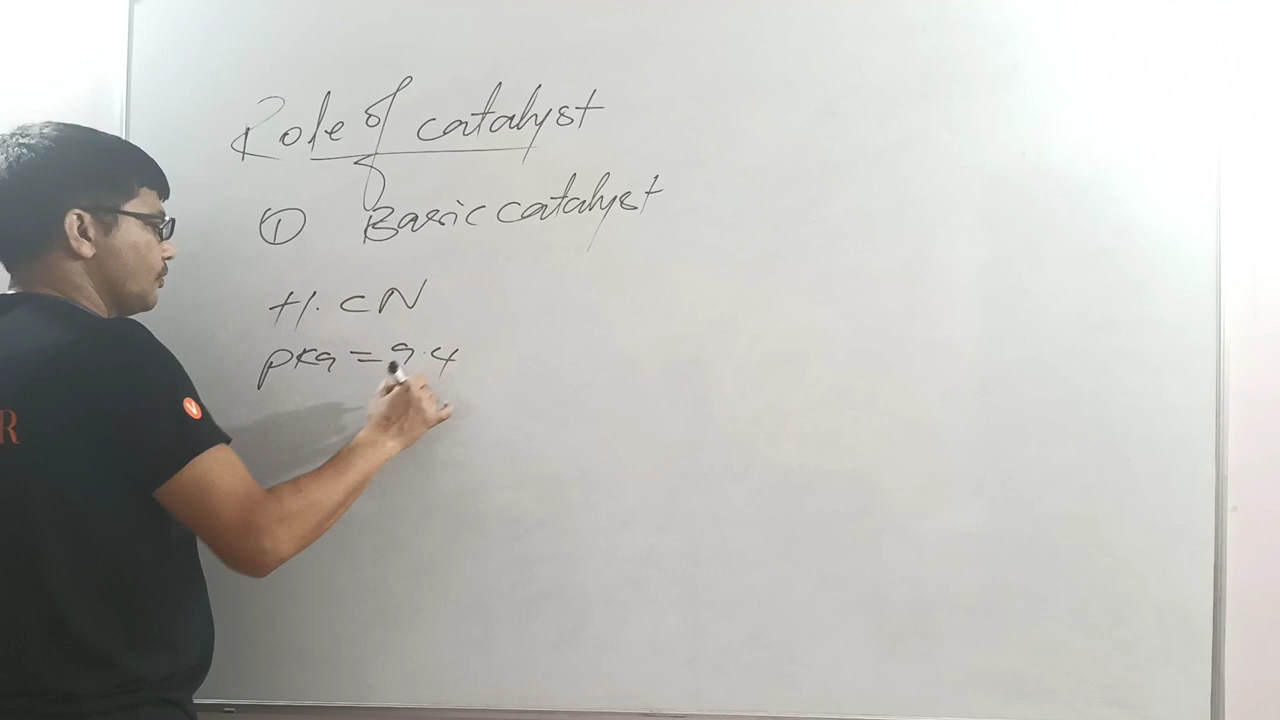 Role of catalyst
① Basic catalyst
H. CN
pka = 9.4
R
V